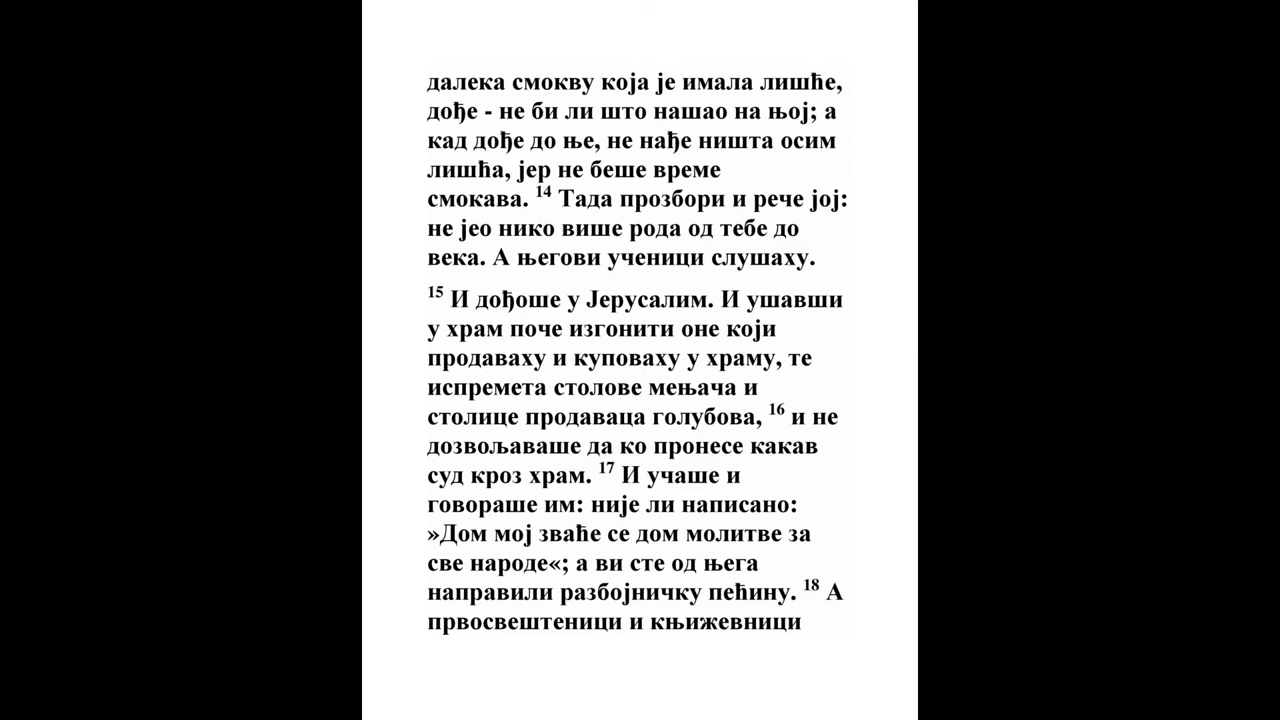 далека смокву која је имала лишће,
дође - не би ли што нашао на њој; а
кад дође до ње, не нађе ништа осим
лишћа, јер не беше време
смокава. 14 Тада прозбори и рече јој:
не јео нико више рода од тебе до
века. А његови ученици слушаху.
15 И дођоше у Јерусалим. И ушавши
у храм поче изгонити оне који
продаваху и куповаху у храму, те
испремета столове мењача и
столице продаваца голубова, 16 и не
дозвољаваше да ко пронесе какав
суд кроз храм. 17 И учаше и
говораше им: није ли написано:
»Дом мој зваће се дом молитве за
све народе«; а ви сте од њега
направили разбојничку пећину. 18 А
првосвештеници и књижевници